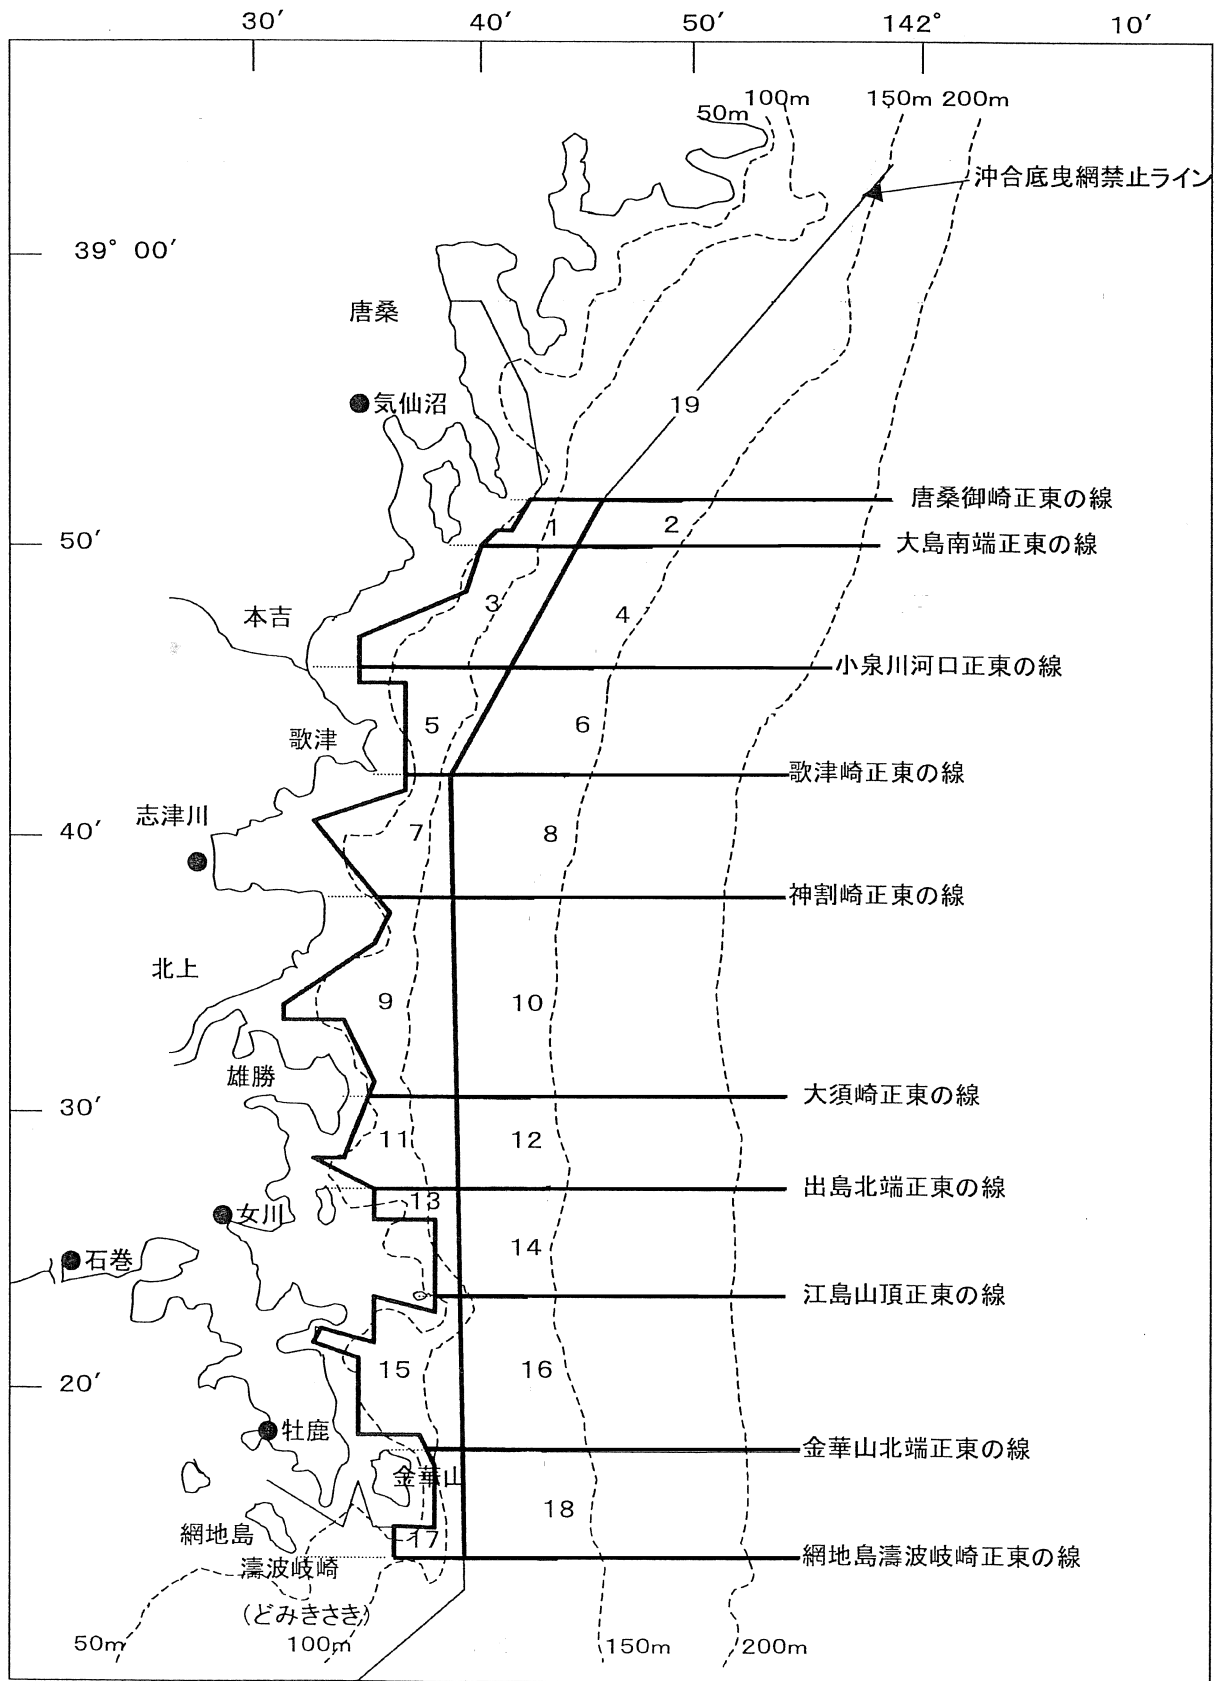 30′ 40′ 50′ 142° 10′
100m 150m 200m
50m
沖合底曳網禁止ライン
39° 00′
唐桑
気仙沼
19
唐桑御崎正東の線
1 2
50′
大島南端正東の線
本吉
3 4
小泉川河口正東の線
歌津
5 6
歌津崎正東の線
志津川
40′
7 8
神割崎正東の線
北上
9 10
雄勝
大須崎正東の線
30′
11 12
出島北端正東の線
13
女川
石巻
14
江島山頂正東の線
20′
15 16
牡鹿
金華山北端正東の線
金華山
18
網地島
17
濤波岐崎
網地島濤波岐崎正東の線
(どみきさき)
50m 100m 150m 200m